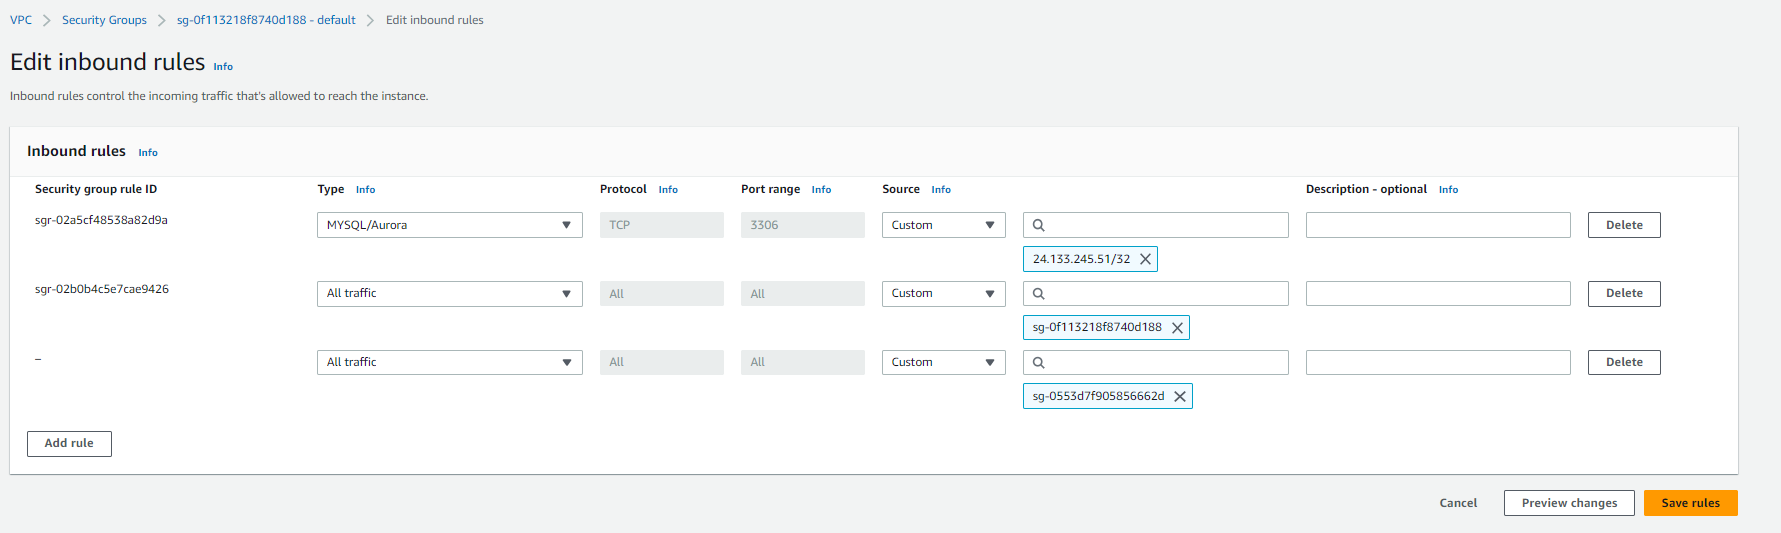 VPC > Security Groups > sg-0f113218f8740d188 - default > Edit inbound rules
Edit inbound rules Info
Inbound rules control the incoming traffic that's allowed to reach the instance.
Inbound rules Info
Security group rule ID Type Info Protocol Info Port range Info Source Info Description - optional Info
sgr-02a5cf48538a82d9a MYSQL/Aurora TCP 3306 Custom Delete
24.133.245.51/32
sgr-02b0b4c5e7cae9426 All traffic All All Custom Delete
sg-0f113218f8740d188
– All traffic All All Custom Delete
sg-0553d7f905856662d
Add rule
Cancel Preview changes Save rules